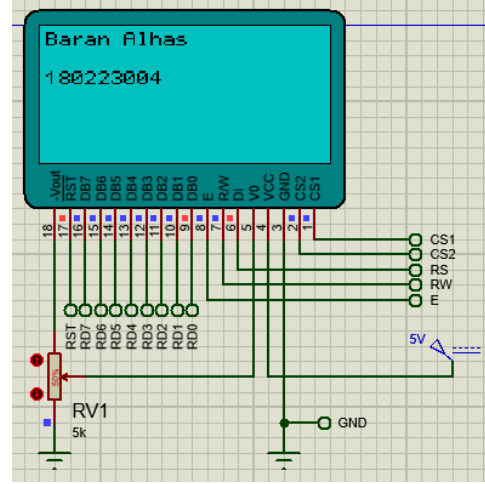 Baran Alhas
180223004
-Vout RST DB7 DB6 DB5 DB4 DB3 DB2 DB1 DB0 E R/W DI V0 VCC GND CS2 CS1
18 17 16 15 14 13 12 11 10 9 8 7 6 5 4 3 2 1
CS1
CS2
RS
RW
E
RST RD7 RD6 RD5 RD4 RD3 RD2 RD1 RD0
5V
50%
RV1
5k
GND